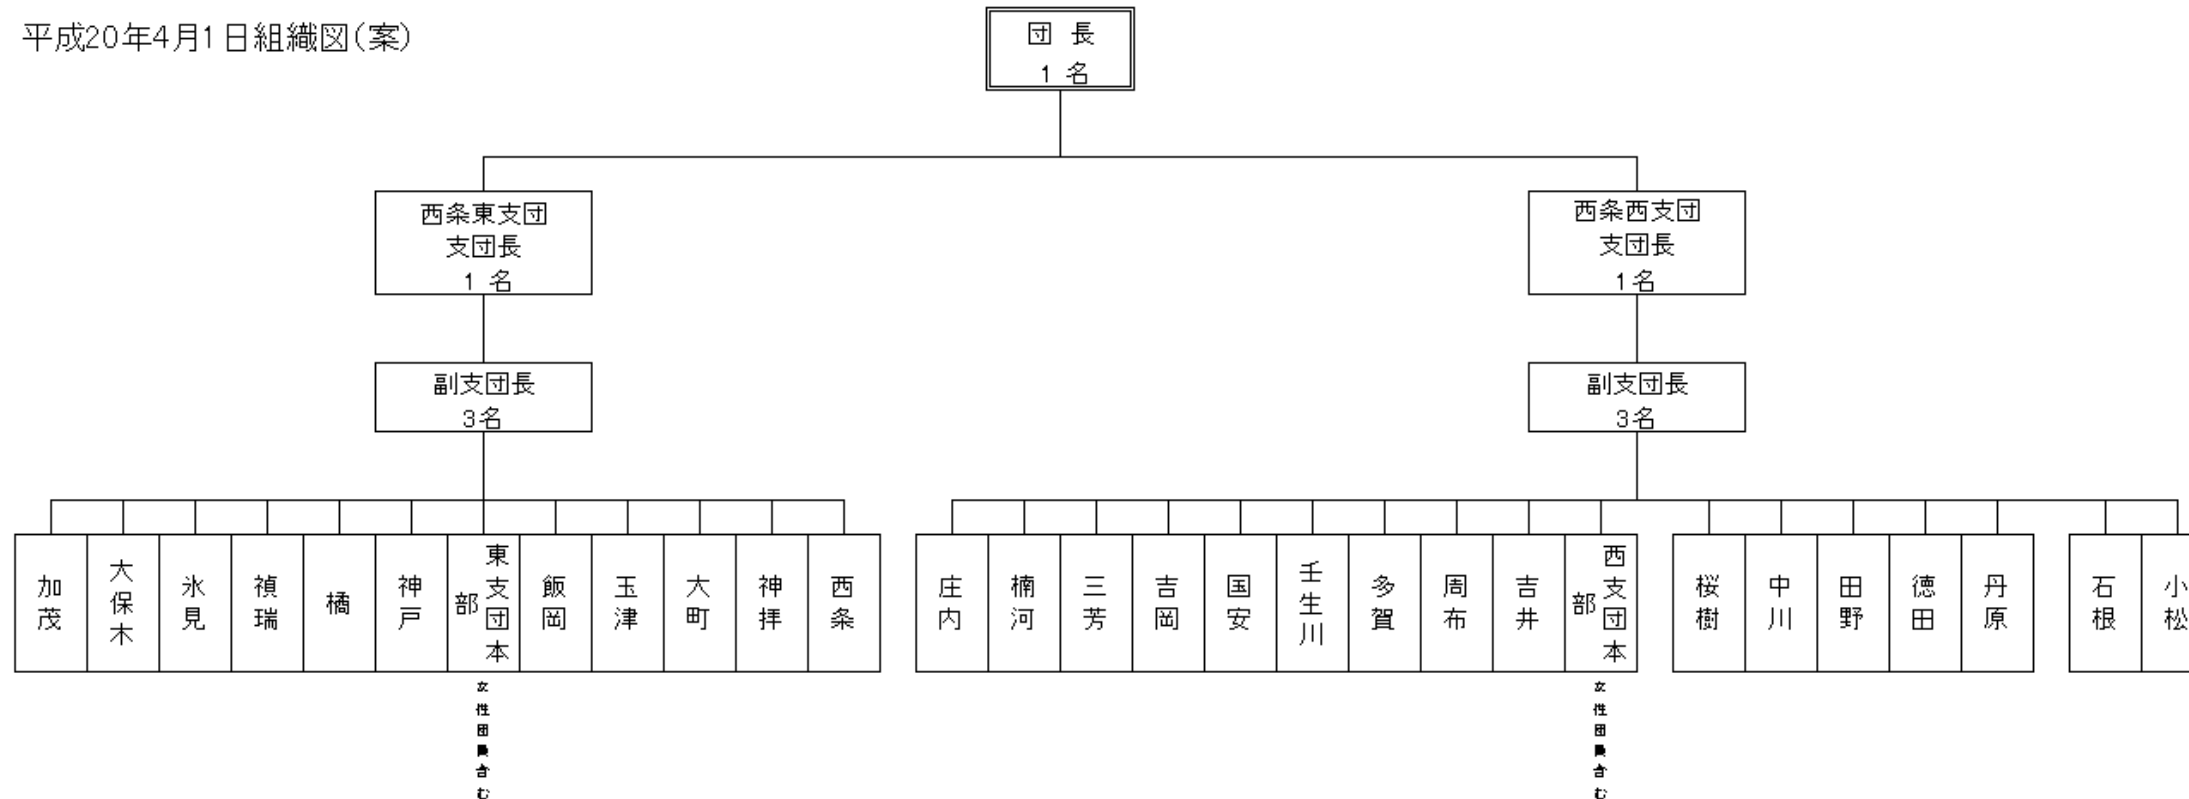 平成20年4月1日組織図(案)
団 長
1 名
西条東支団
支団長
1 名
西条西支団
支団長
1名
副支団長
3名
副支団長
3名
加茂
大保木
氷見
禎瑞
橘
神戸
東支団本部
飯岡
玉津
大町
神拝
西条
庄内
楠河
三芳
吉岡
国安
壬生川
多賀
周布
吉井
西支団本部
桜樹
中川
田野
徳田
丹原
石根
小松
女性団員含む
女性団員含む